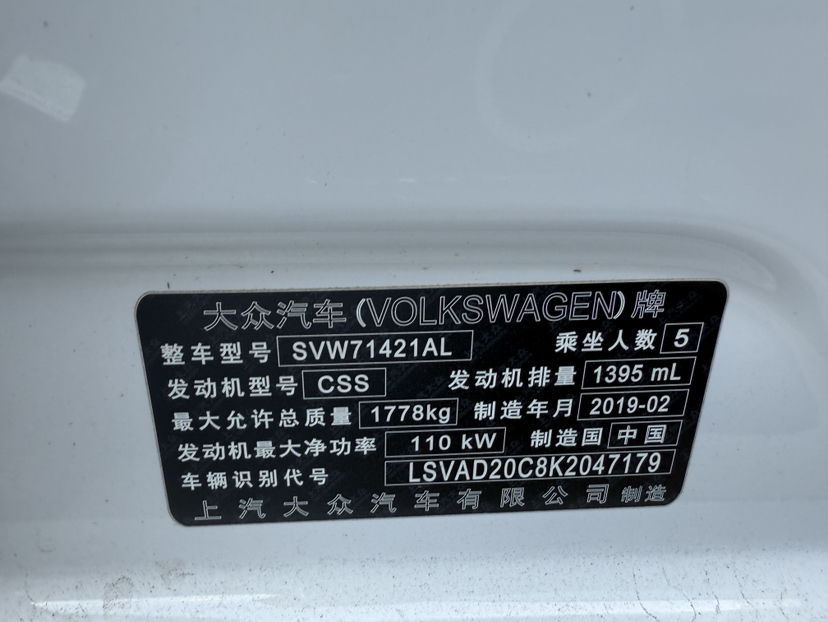 大众汽车(VOLKSWAGEN)牌
整车型号 SVW71421AL 乘坐人数 5
发动机型号 CSS 发动机排量 1395 mL
最大允许总质量 1778kg 制造年月 2019-02
发动机最大净功率 110 kW 制造国 中国
车辆识别代号 LSVAD20C8K2047179
上汽大众汽车有限公司 制造